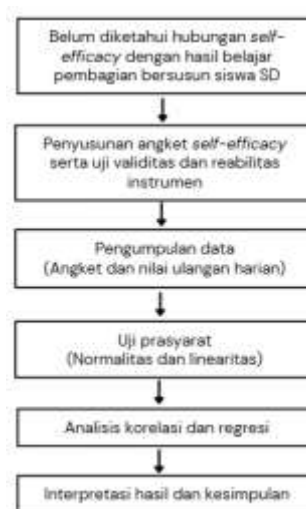 Belum diketahui hubungan self-
efficacy dengan hasil belajar
pembagian bersusun siswa SD
Penyusunan angket self-efficacy
serta uji validitas dan reabilitas
instrumen
Pengumpulan data
(Angket dan nilai ulangan harian)
Uji prasyarat
(Normalitas dan linearitas)
Analisis korelasi dan regresi
Interpretasi hasil dan kesimpulan